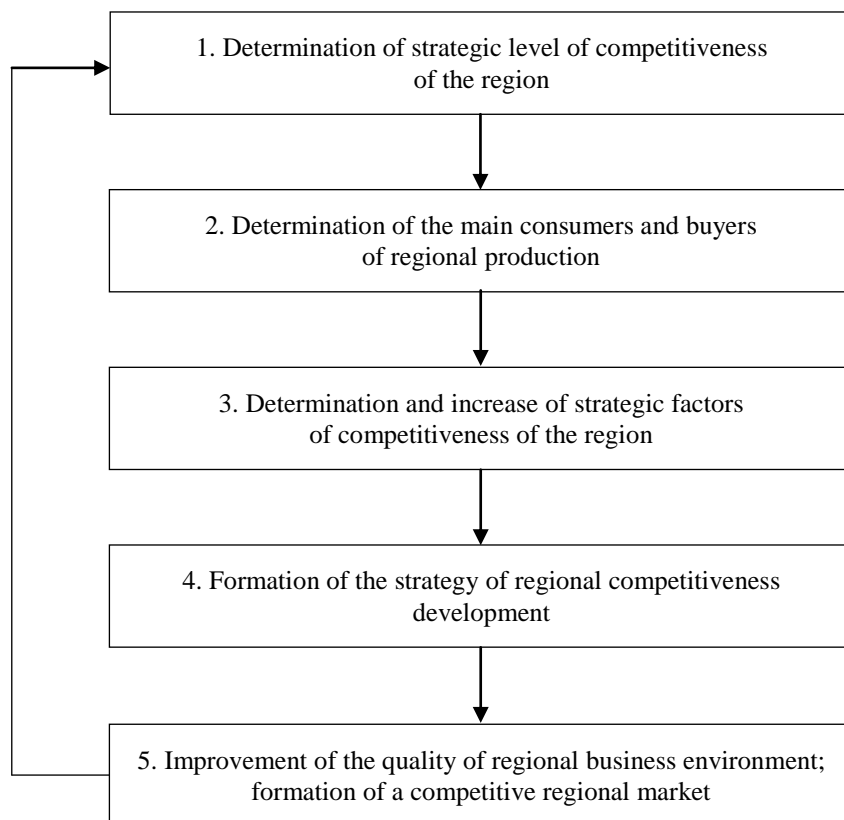 1. Determination of strategic level of competitiveness
of the region
2. Determination of the main consumers and buyers
of regional production
3. Determination and increase of strategic factors
of competitiveness of the region
4. Formation of the strategy of regional competitiveness
development
5. Improvement of the quality of regional business environment;
formation of a competitive regional market